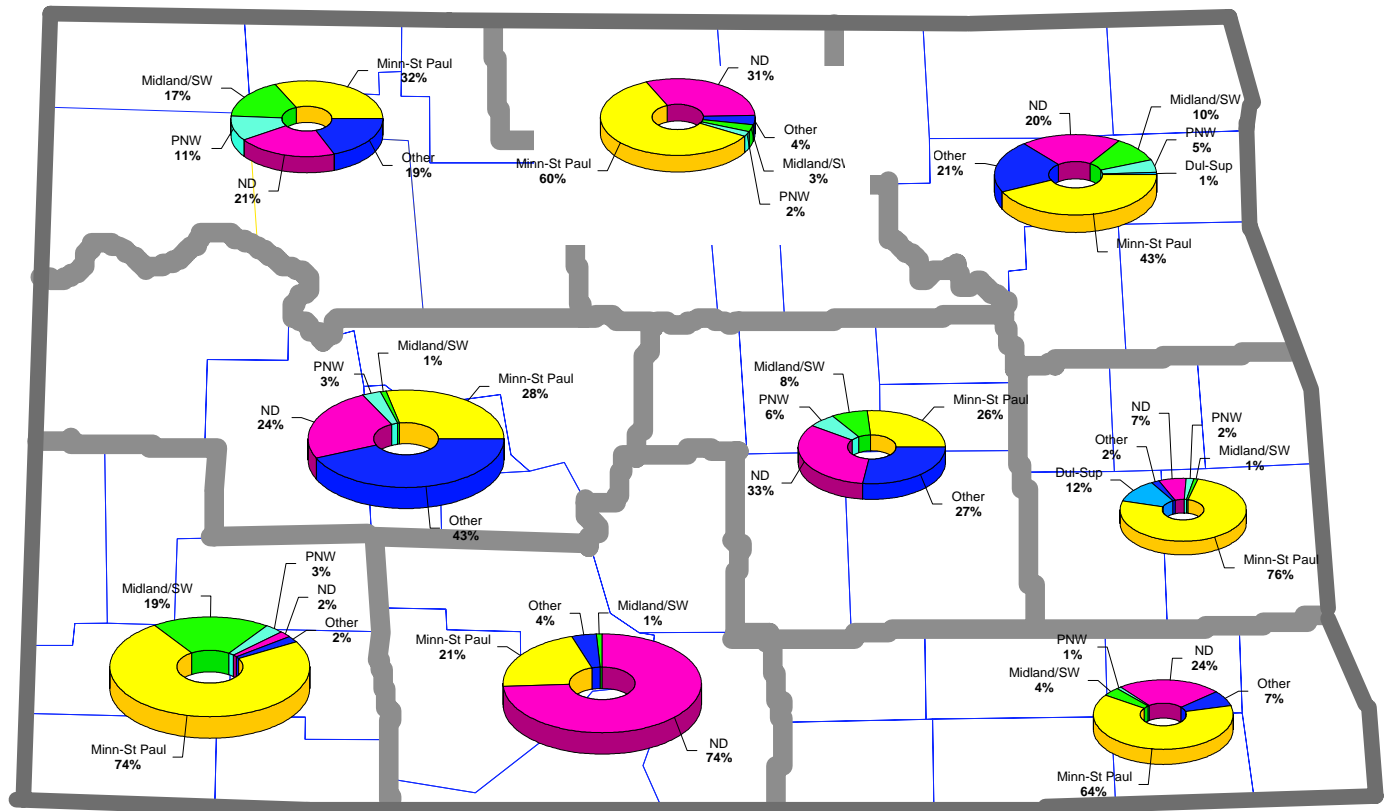 Minn-St Paul
32%
Midland/SW
17%
PNW
11%
ND
21%
Other
19%
ND
31%
Other
4%
Midland/S\
3%
PNW
2%
Minn-St Paul
60%
ND
20%
Midland/SW
10%
PNW
5%
Dul-Sup
1%
Other
21%
Minn-St Paul
43%
Midland/SW
1%
PNW
3%
Minn-St Paul
28%
ND
24%
Other
43%
Midland/SW
8%
PNW
6%
Minn-St Paul
26%
ND
33%
Other
27%
ND
7%
PNW
2%
Other
2%
Midland/SW
1%
Dul-Sup
12%
Minn-St Paul
76%
PNW
3%
Midland/SW
19%
ND
2%
Other
2%
Minn-St Paul
74%
Other
4%
Midland/SW
1%
Minn-St Paul
21%
ND
74%
PNW
1%
ND
24%
Midland/SW
4%
Other
7%
Minn-St Paul
64%